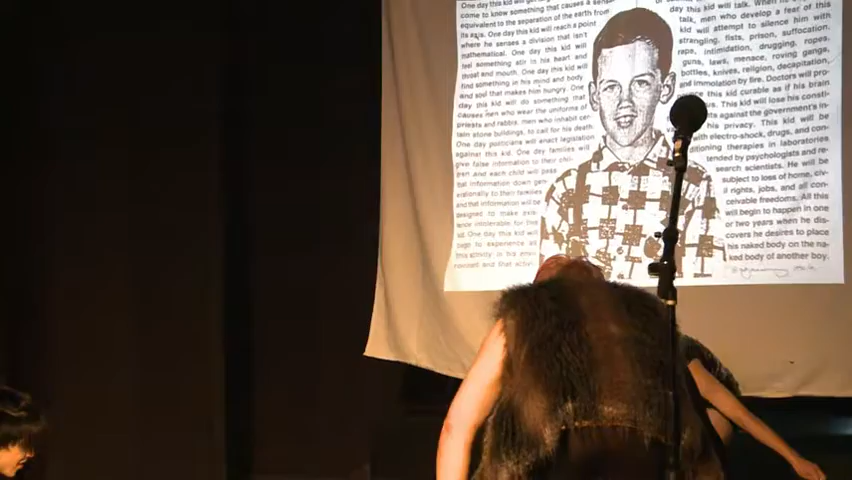 One day this kid will get
come to know something that causes a sens
equivalent to the separation of the earth from
its axis. One day this kid will reach a point
where he senses a division that isn't
mathematical. One day this kid will
feel something stir in his heart and
throat and mouth. One day this kid will
find something in his mind and body
and soul that makes him hungry. One
day this kid will do something that
causes men who wear the uniforms of
priests and rabbis, men who inhabit cer-
tain stone buildings, to call for his death.
One day politicians will enact legislation
against this kid. One day families will
give false information to their chil-
dren and each child will pass
that information down gen-
erationally to their families
and that information will be
designed to make exis-
tence intolerable for this
kid. One day this kid will
begin to experience all
this activity in his envi-
ronment and that activi-
day this kid will talk. When he
talk, men who develop a fear of this
kid will attempt to silence him with
strangling, fists, prison, suffocation,
rape, intimidation, drugging, ropes,
guns, laws, menace, roving gangs,
bottles, knives, religion, decapitation,
and immolation by fire. Doctors will pro-
this kid curable as if his brain
virus. This kid will lose his consti-
against the government's in-
his privacy. This kid will be
with electro-shock, drugs, and con-
ditioning therapies in laboratories
tended by psychologists and re-
search scientists. He will be
subject to loss of home, civ-
il rights, jobs, and all con-
ceivable freedoms. All this
will begin to happen in one
or two years when he dis-
covers he desires to place
his naked body on the na-
ked body of another boy.